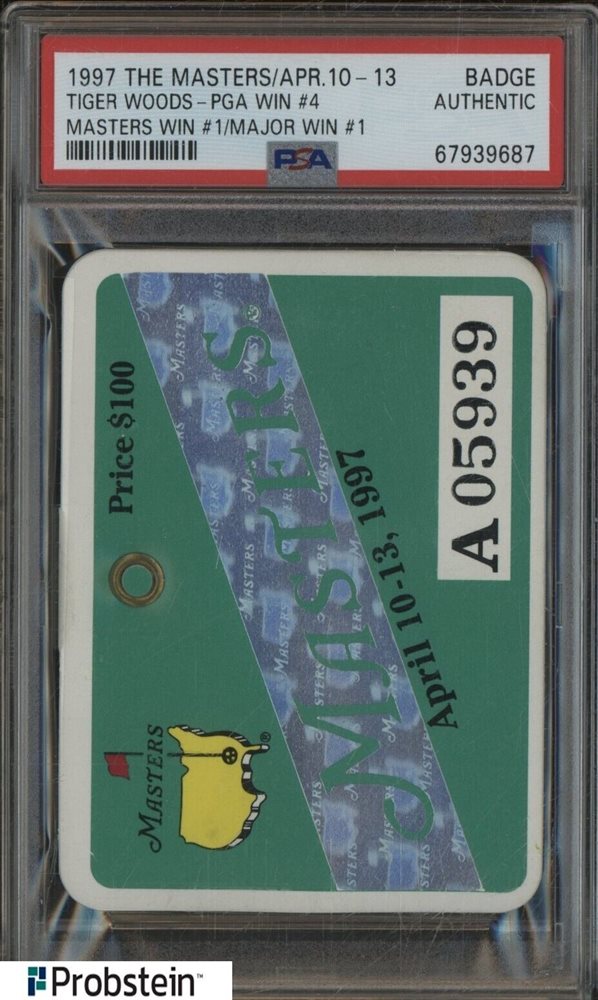 1997 THE MASTERS/APR.10-13 BADGE
TIGER WOODS-PGA WIN #4 AUTHENTIC
MASTERS WIN #1/MAJOR WIN #1
PSA 67939687
Price $100
MASTERS®
April 10-13, 1997
A 05939
MASTERS
®
Probstein™